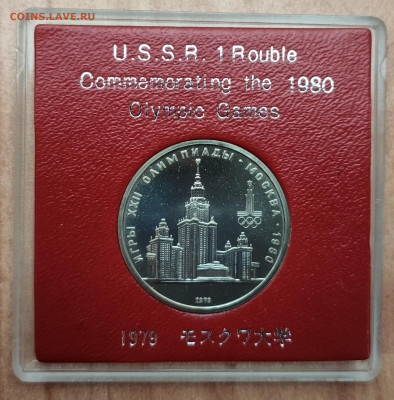 COINS.LAVE.RU
U.S.S.R. 1 Rouble
Commemorating the 1980
Olympic Games
ИГРЫ XXII ОЛИМПИАДЫ · МОСКВА · 1980
1979
1979 モスクワ大学